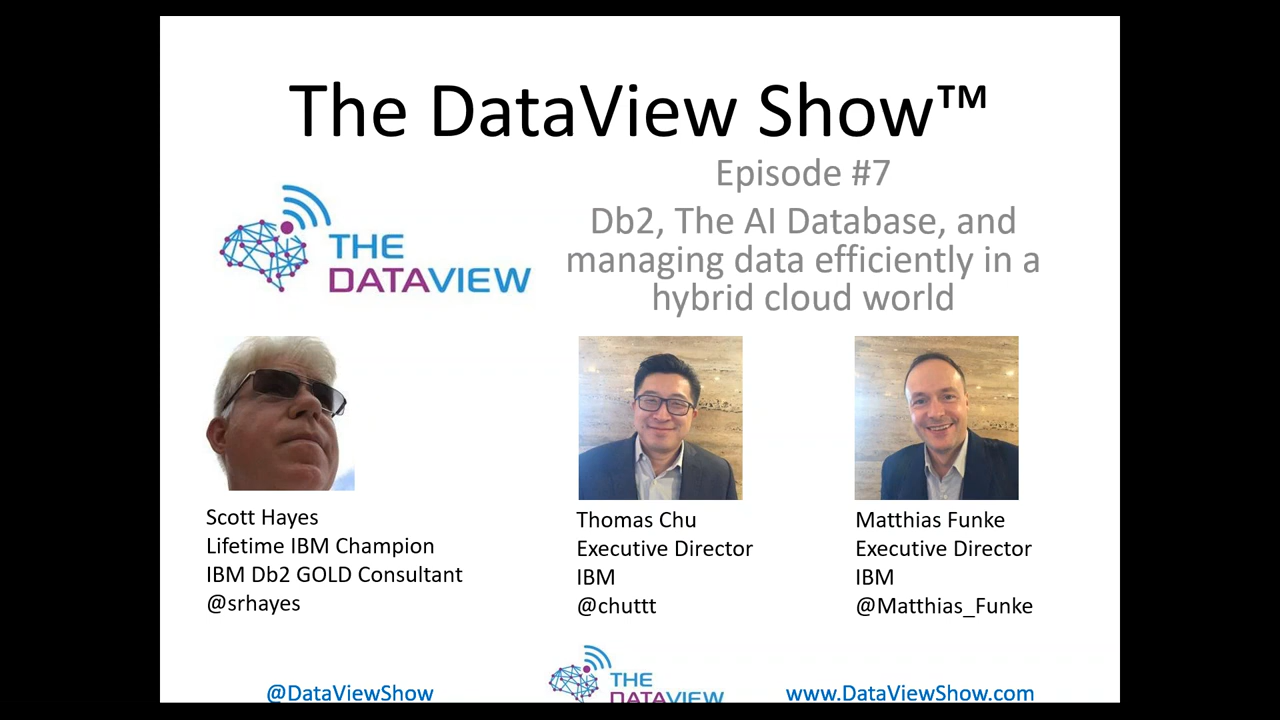 The DataView Show™
Episode #7
Db2, The AI Database, and
managing data efficiently in a
hybrid cloud world
THE
DATAVIEW
Scott Hayes
Lifetime IBM Champion
IBM Db2 GOLD Consultant
@srhayes
Thomas Chu
Executive Director
IBM
@chuttt
Matthias Funke
Executive Director
IBM
@Matthias_Funke
@DataViewShow
THE
DATAVIEW
www.DataViewShow.com